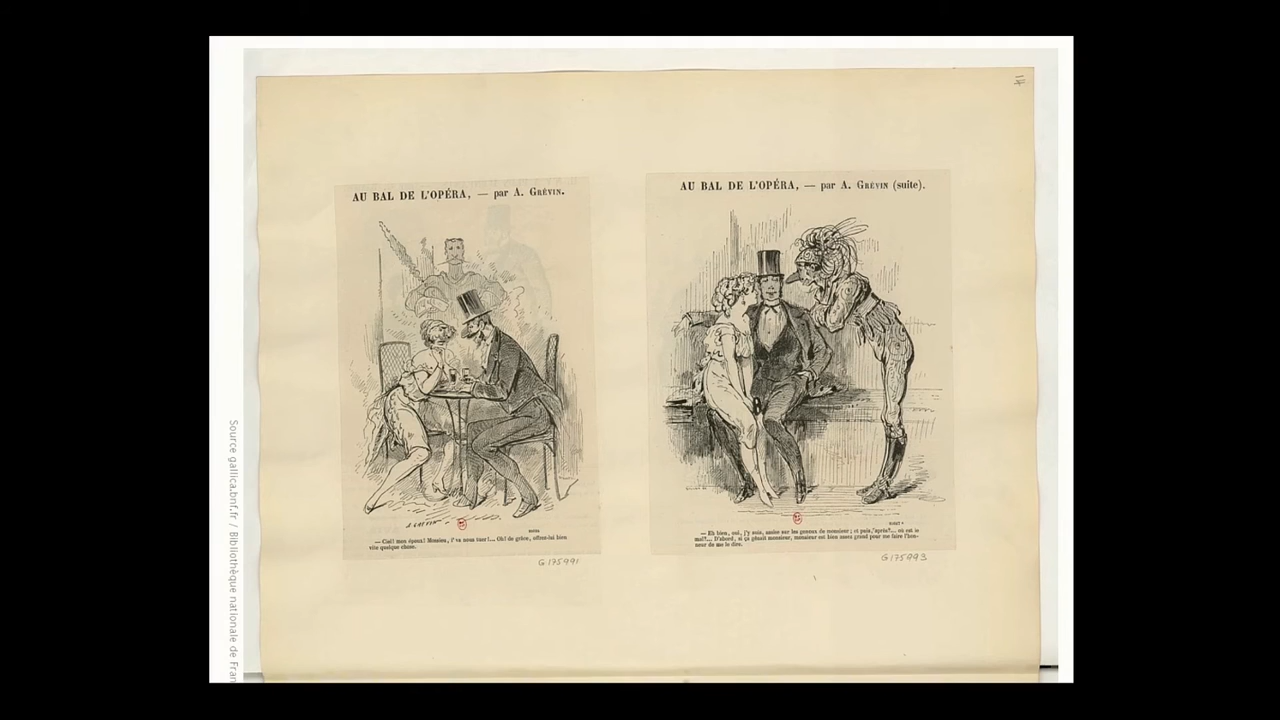 AU BAL DE L'OPÉRA, — par A. GRÉVIN.
— Ciel! mon époux! Monsieu, i' va nous tuer!... Oh! de grâce, offrez-lui bien
vite quelque chose.
G175991
AU BAL DE L'OPÉRA, — par A. GRÉVIN (suite).
— Eh bien, oui, j'y suis, assise sur les genoux de monsieur; et puis, après?... où est le
mal?... D'abord, si ça gênait monsieur, monsieur est bien assez grand pour me faire l'hon-
neur de me le dire.
G175993
Source gallica.bnf.fr / Bibliothèque nationale de Fran